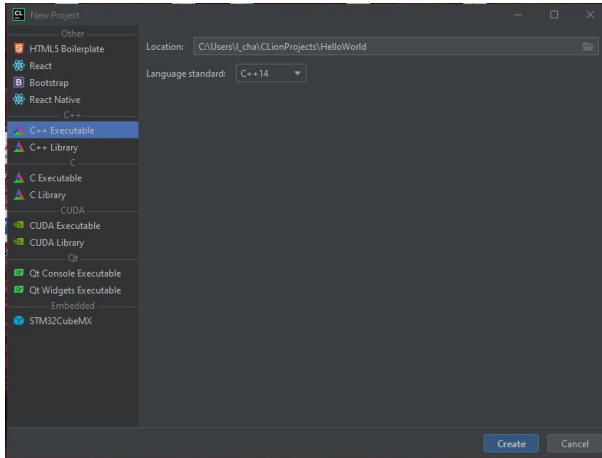 CL
New Project
Other
HTML5 Boilerplate
React
Bootstrap
React Native
C++
C++ Executable
C++ Library
C
C Executable
C Library
CUDA
CUDA Executable
CUDA Library
Qt
Qt Console Executable
Qt Widgets Executable
Embedded
STM32CubeMX
Location: C:\Users\l_cha\CLionProjects\HelloWorld
Language standard: C++14
Create Cancel